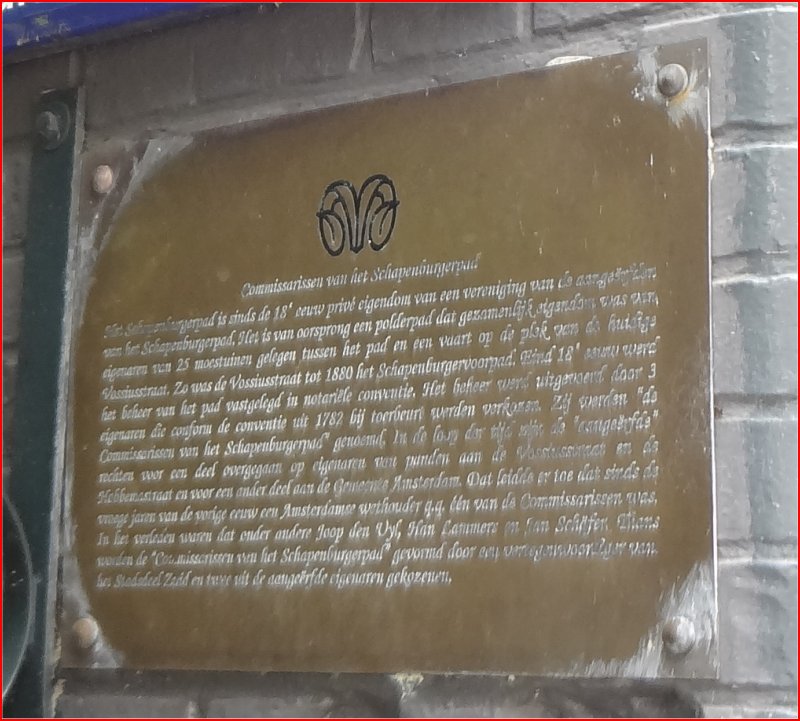 Commissarissen van het Schapenburgerpad
Het Schapenburgerpad is sinds de 18ᵉ eeuw privé eigendom van een vereniging van de aangeërfden
van het Schapenburgerpad. Het is van oorsprong een polderpad dat gezamenlijk eigendom was van
eigenaren van 25 moestuinen gelegen tussen het pad en een vaart op de plek van de huidige
Vossiusstraat. Zo was de Vossiusstraat tot 1880 het Schapenburgervoorpad. Eind 18ᵉ eeuw werd
het beheer van het pad vastgelegd in notariële conventie. Het beheer werd uitgevoerd door 3
eigenaren die conform de conventie uit 1782 bij toerbeurt werden verkozen. Zij werden "de
Commissarissen van het Schapenburgerpad" genoemd. In de loop der tijd zijn de "aangeërfde"
rechten voor een deel overgegaan op eigenaren van panden aan de Vossiusstraat en de
Hobbemastraat en voor een ander deel aan de Gemeente Amsterdam. Dat leidde er toe dat sinds de
vroege jaren van de vorige eeuw een Amsterdamse wethouder q.q. één van de Commissarissen was.
In het verleden waren dat onder andere Joop den Uyl, Han Lammers en Jan Schäfer. Thans
worden de "Commissarissen van het Schapenburgerpad" gevormd door een vertegenwoordiger van
het Stadsdeel Zuid en twee uit de aangeërfde eigenaren gekozenen.